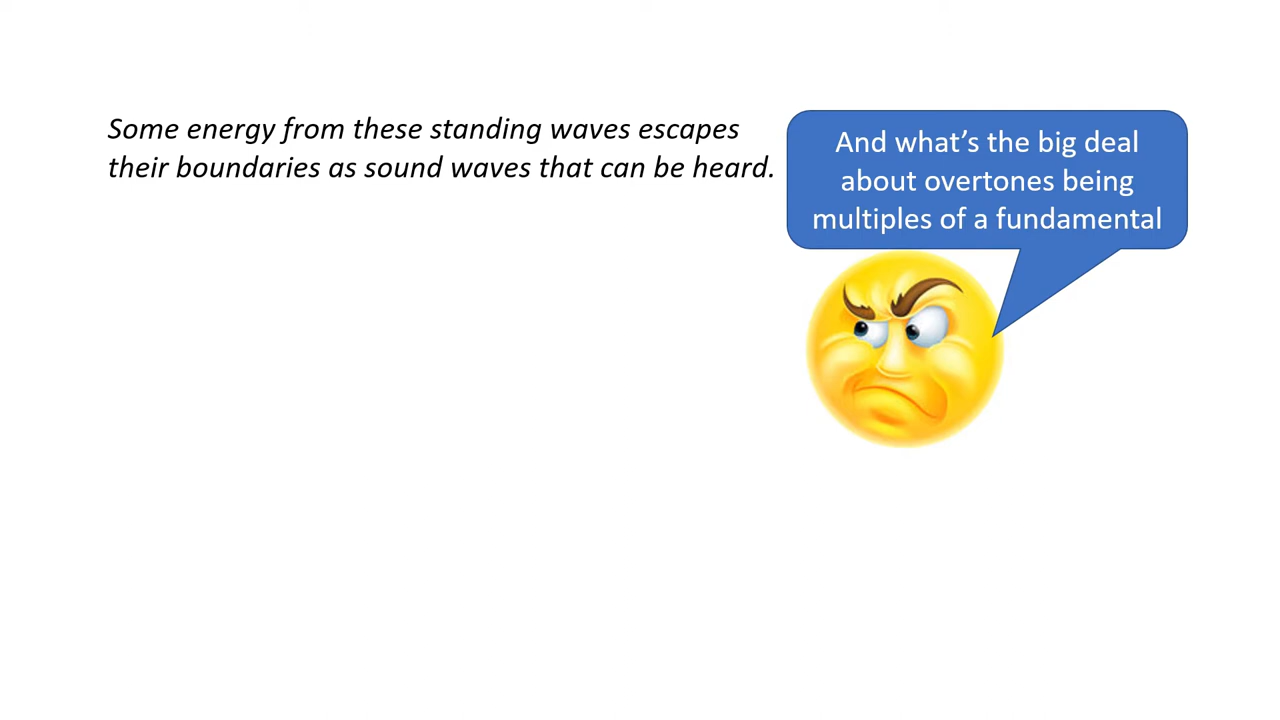 Some energy from these standing waves escapes
their boundaries as sound waves that can be heard.
And what’s the big deal
about overtones being
multiples of a fundamental